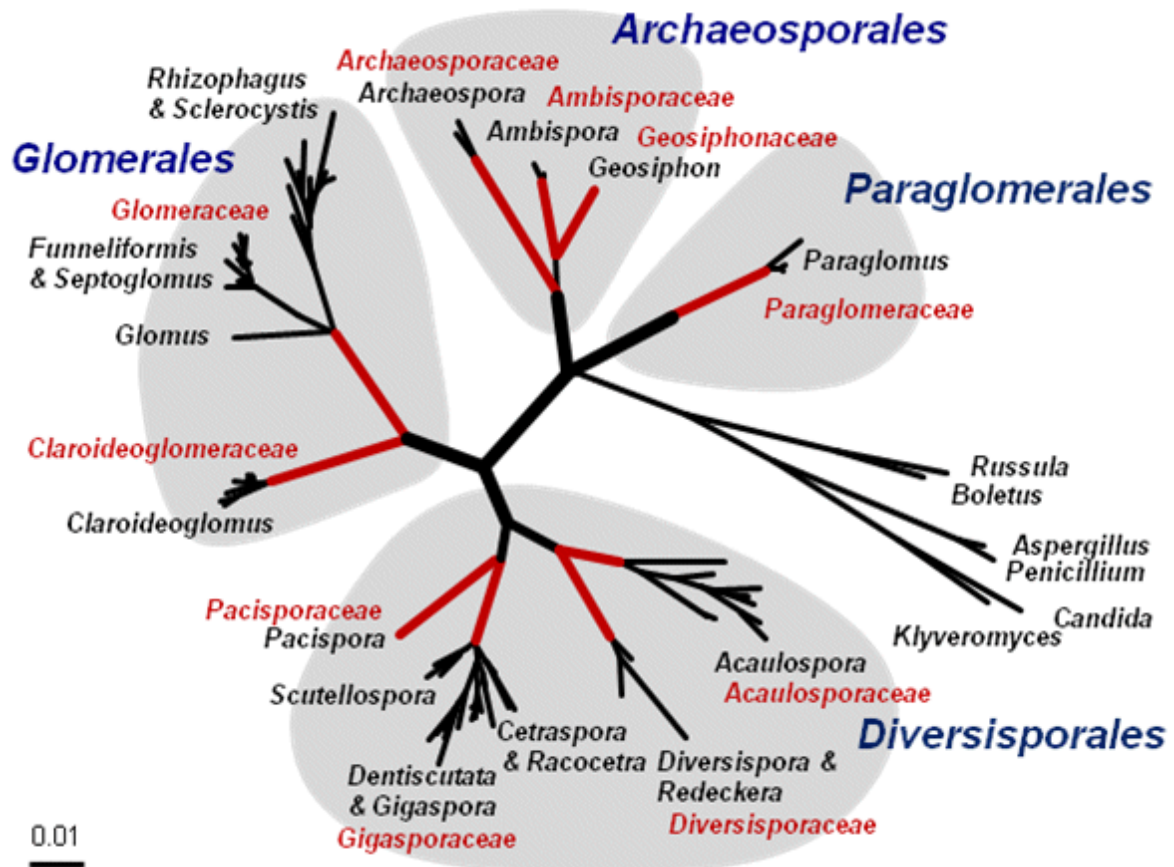 Archaeosporales
Archaeosporaceae
Rhizophagus
& Sclerocystis
Archaeospora
Ambisporaceae
Ambispora
Geosiphonaceae
Geosiphon
Glomerales
Paraglomerales
Glomeraceae
Funneliformis
& Septoglomus
Paraglomus
Paraglomeraceae
Glomus
Claroideoglomeraceae
Claroideoglomus
Russula
Boletus
Aspergillus
Penicillium
Candida
Klyveromyces
Pacisporaceae
Pacispora
Scutellospora
Acaulospora
Acaulosporaceae
Cetraspora
& Racocetra
Diversisporales
Dentiscutata
& Gigaspora
Gigasporaceae
Diversispora &
Redeckera
Diversisporaceae
0.01